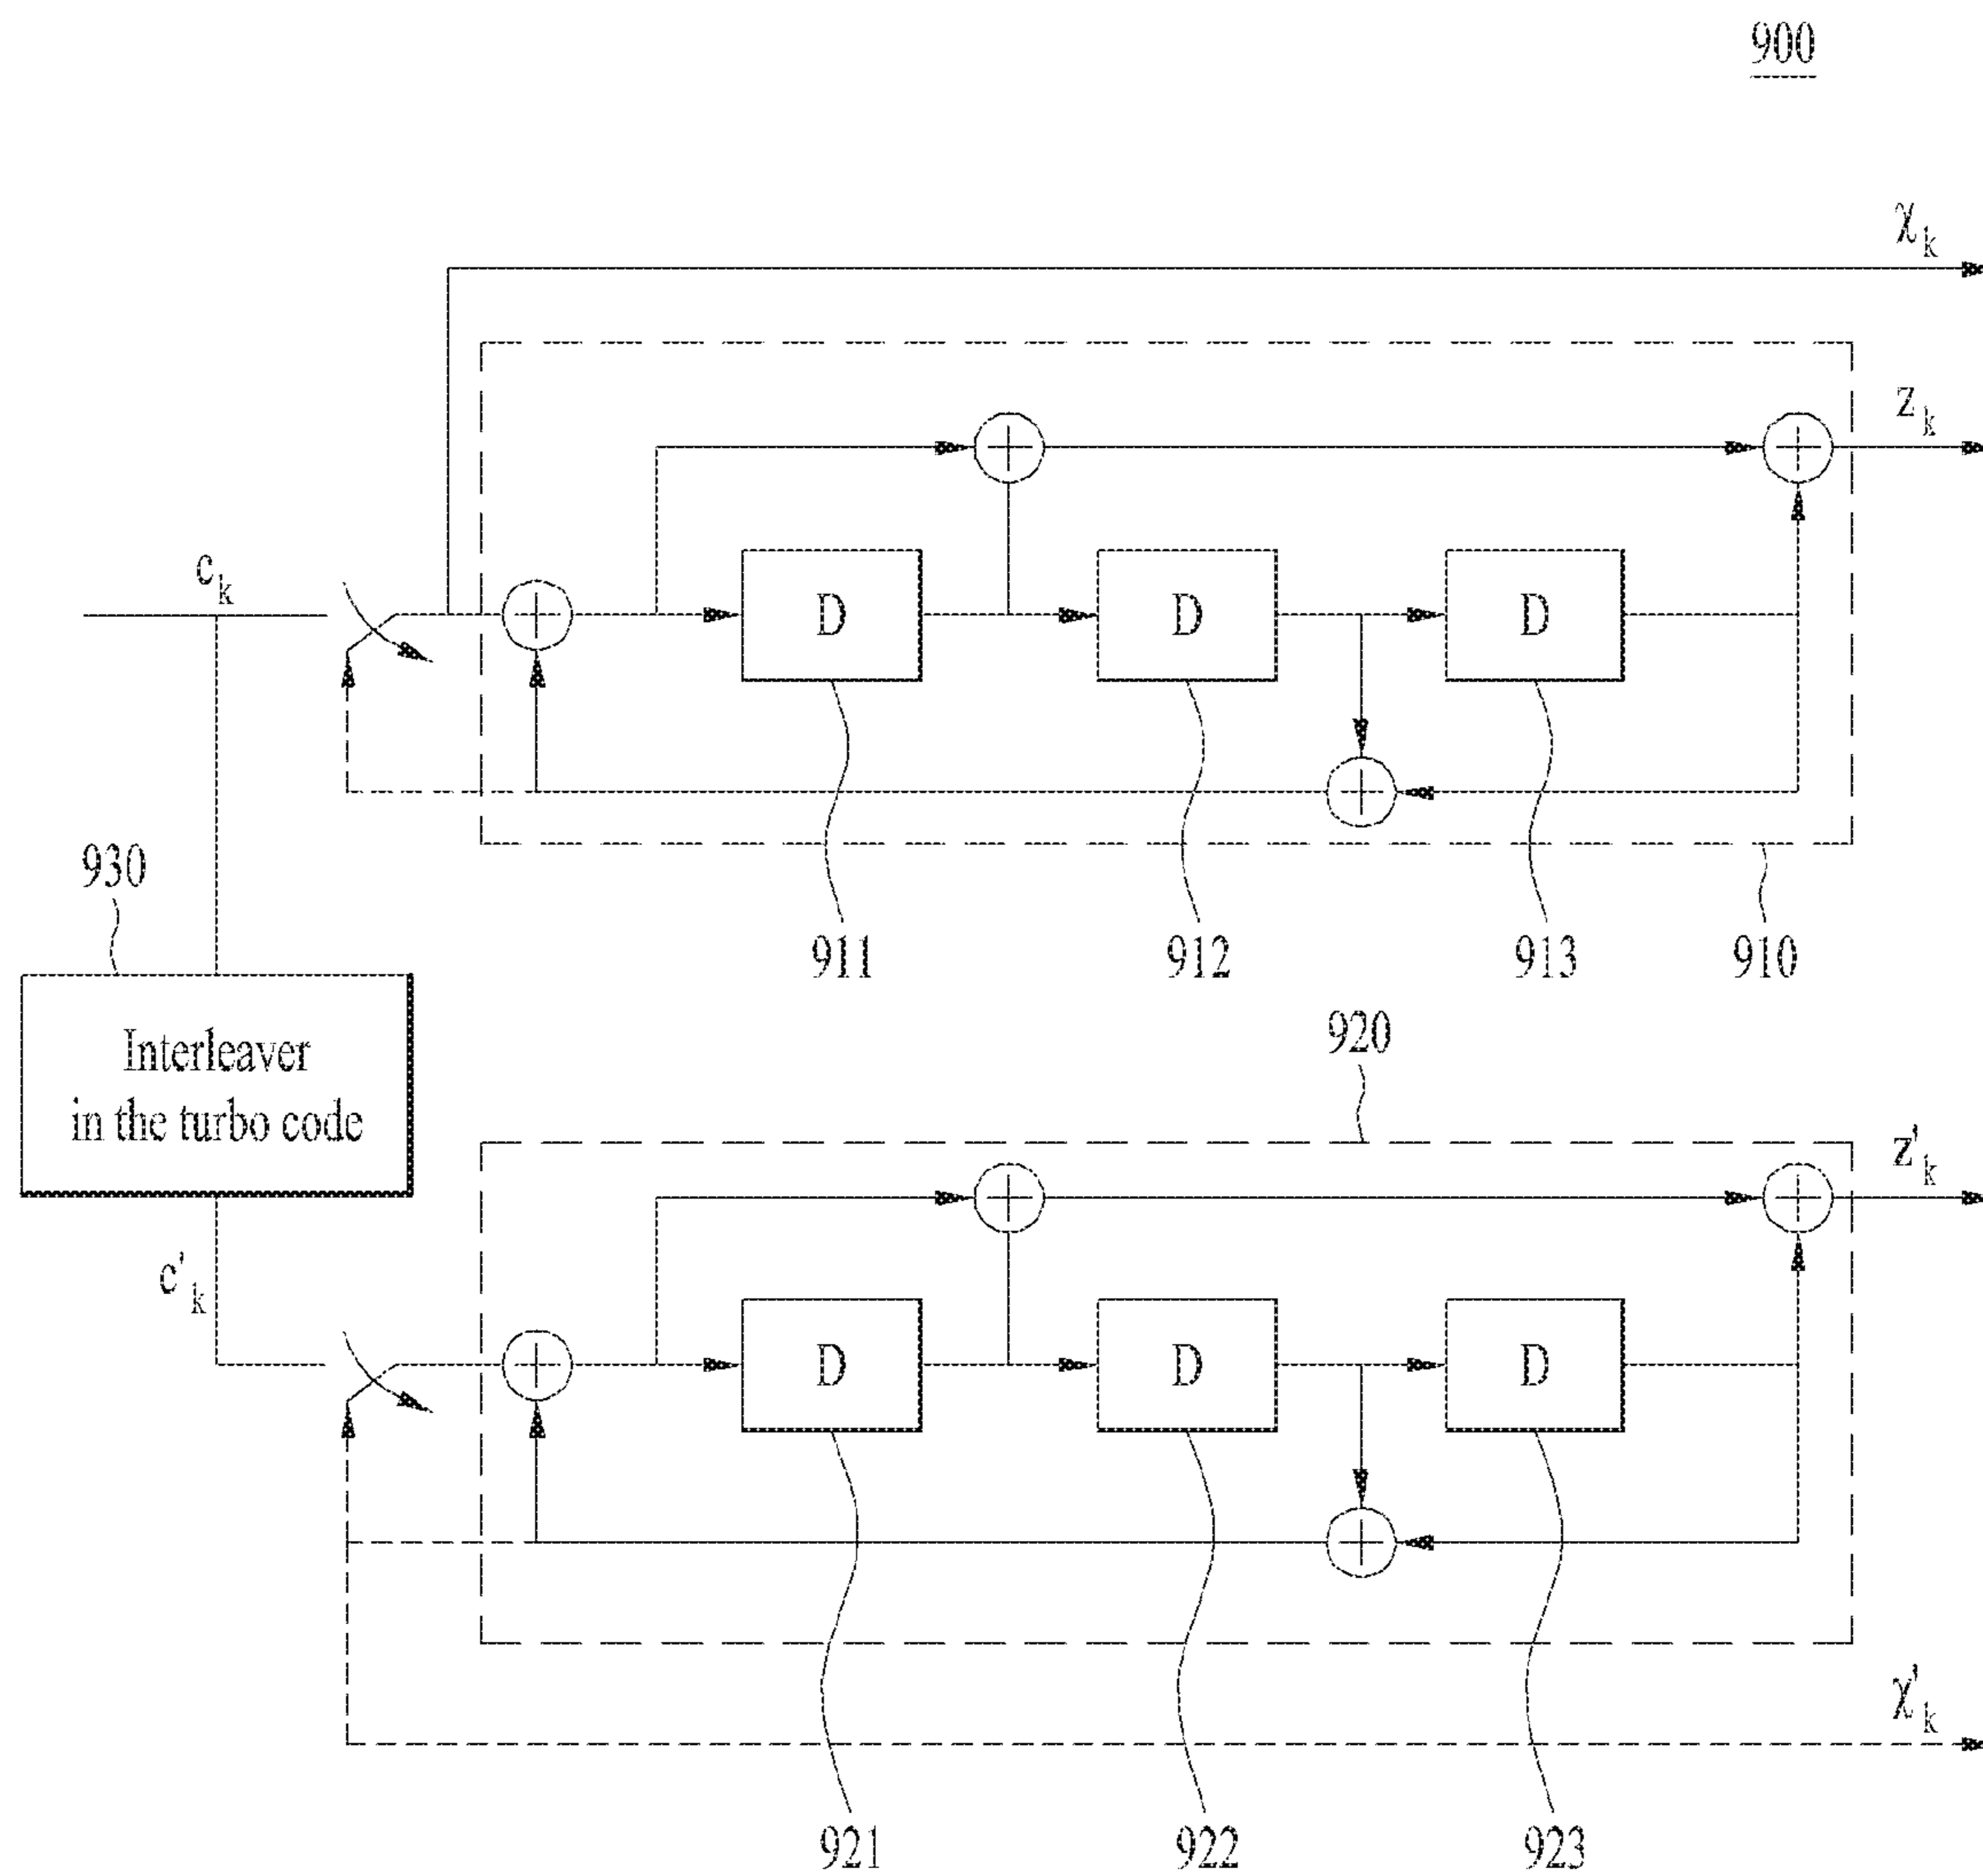 900
χk
zk
ck
D D D
930
911 912 913 910
Interleaver
in the turbo code
920
z'k
c'k
D D D
χ'k
921 922 923